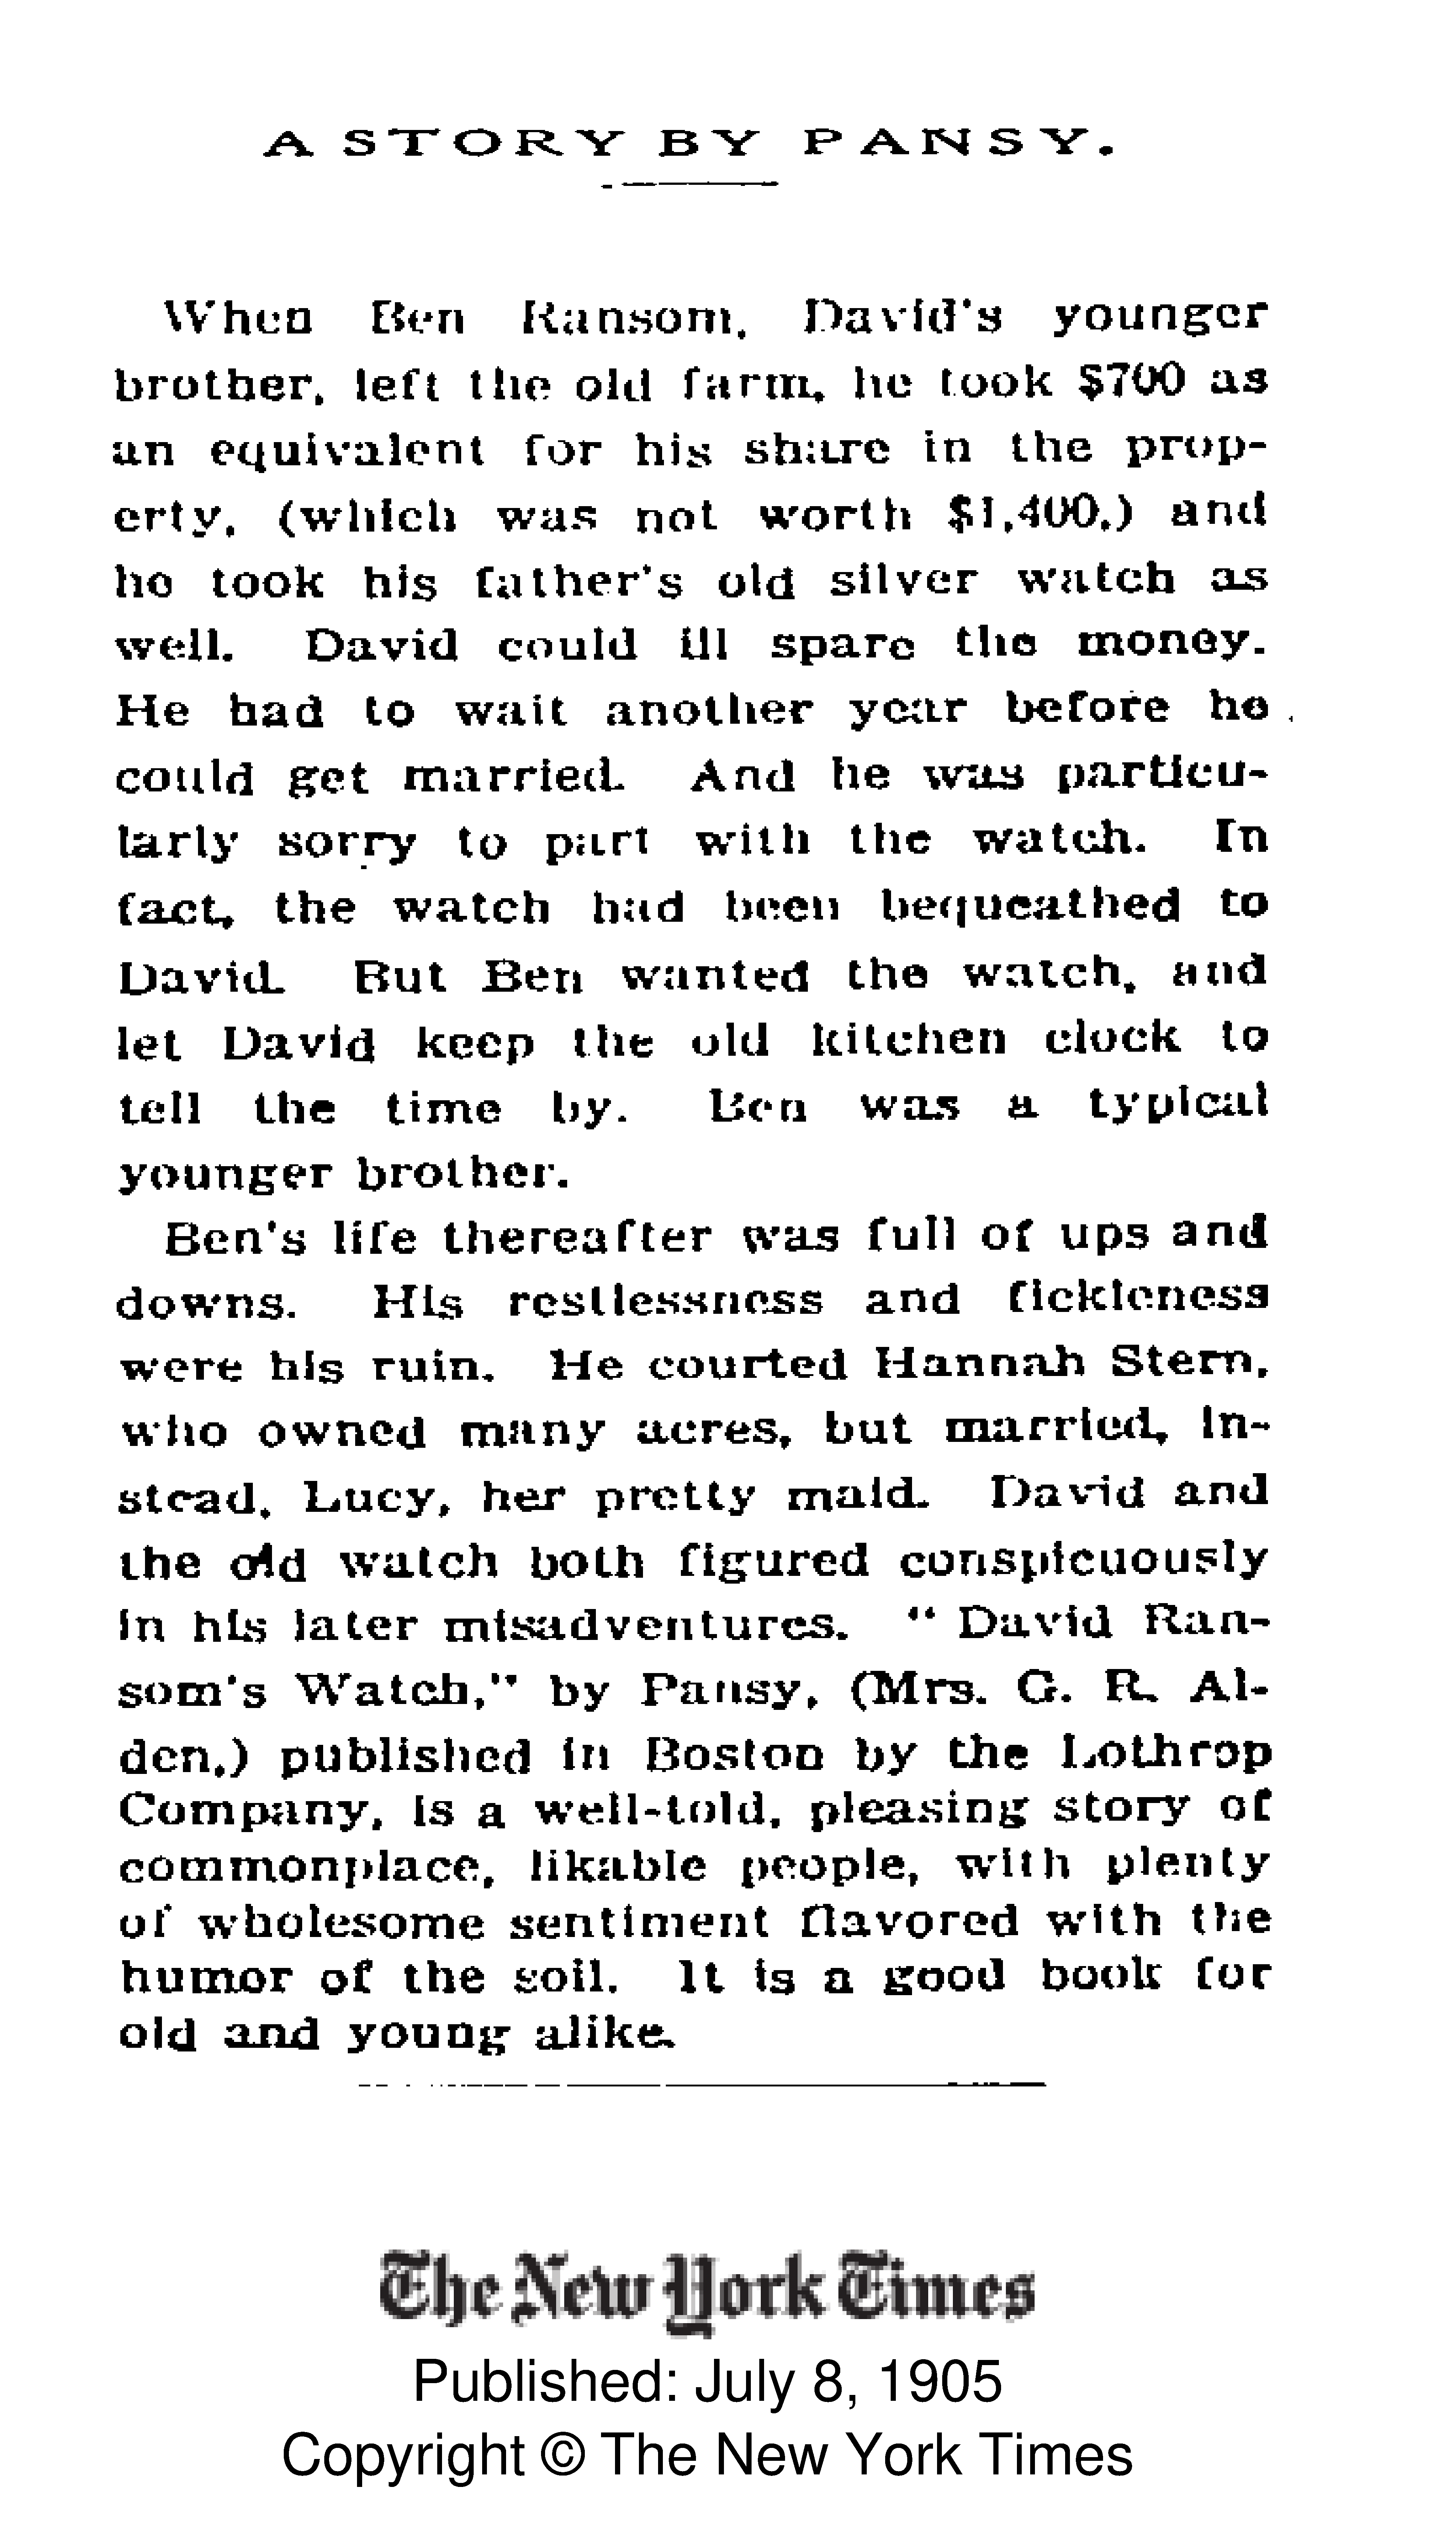 A STORY BY PANSY.
When Ben Ransom, David's younger
brother, left the old farm, he took $700 as
an equivalent for his share in the prop-
erty, (which was not worth $1,400,) and
he took his father's old silver watch as
well. David could ill spare the money.
He had to wait another year before he
could get married. And he was particu-
larly sorry to part with the watch. In
fact, the watch had been bequeathed to
David. But Ben wanted the watch, and
let David keep the old kitchen clock to
tell the time by. Ben was a typical
younger brother.
Ben's life thereafter was full of ups and
downs. His restlessness and fickleness
were his ruin. He courted Hannah Stern,
who owned many acres, but married, in-
stead, Lucy, her pretty maid. David and
the old watch both figured conspicuously
in his later misadventures. "David Ran-
som's Watch," by Pansy, (Mrs. G. R. Al-
den,) published in Boston by the Lothrop
Company, is a well-told, pleasing story of
commonplace, likable people, with plenty
of wholesome sentiment flavored with the
humor of the soil. It is a good book for
old and young alike.
The New York Times
Published: July 8, 1905
Copyright © The New York Times